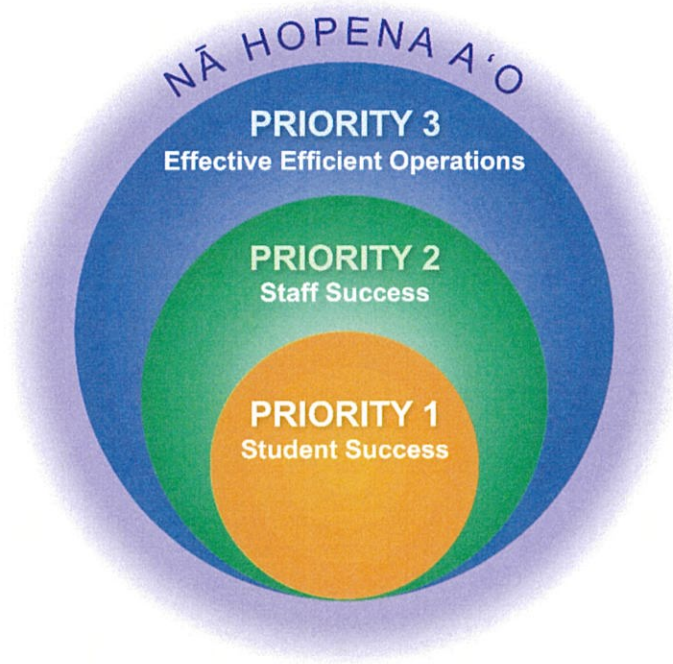 NĀ HOPENA A‘O
PRIORITY 3
Effective Efficient Operations
PRIORITY 2
Staff Success
PRIORITY 1
Student Success